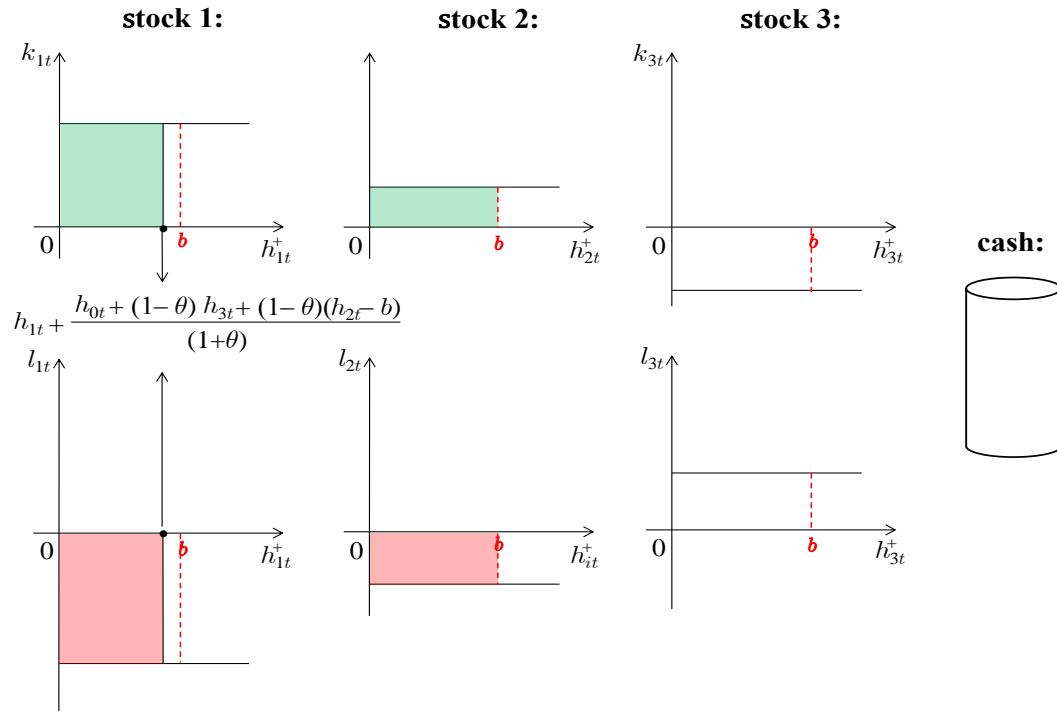 stock 1: stock 2: stock 3:
k₁ₜ k₃ₜ
0 b h⁺₁ₜ 0 b h⁺₂ₜ 0 b h⁺₃ₜ
cash:
h₁ₜ + (h₀ₜ + (1 − θ) h₃ₜ + (1 − θ)(h₂ₜ − b)) / (1+θ)
l₁ₜ l₂ₜ l₃ₜ
0 b h⁺₁ₜ 0 b h⁺ᵢₜ 0 b h⁺₃ₜ